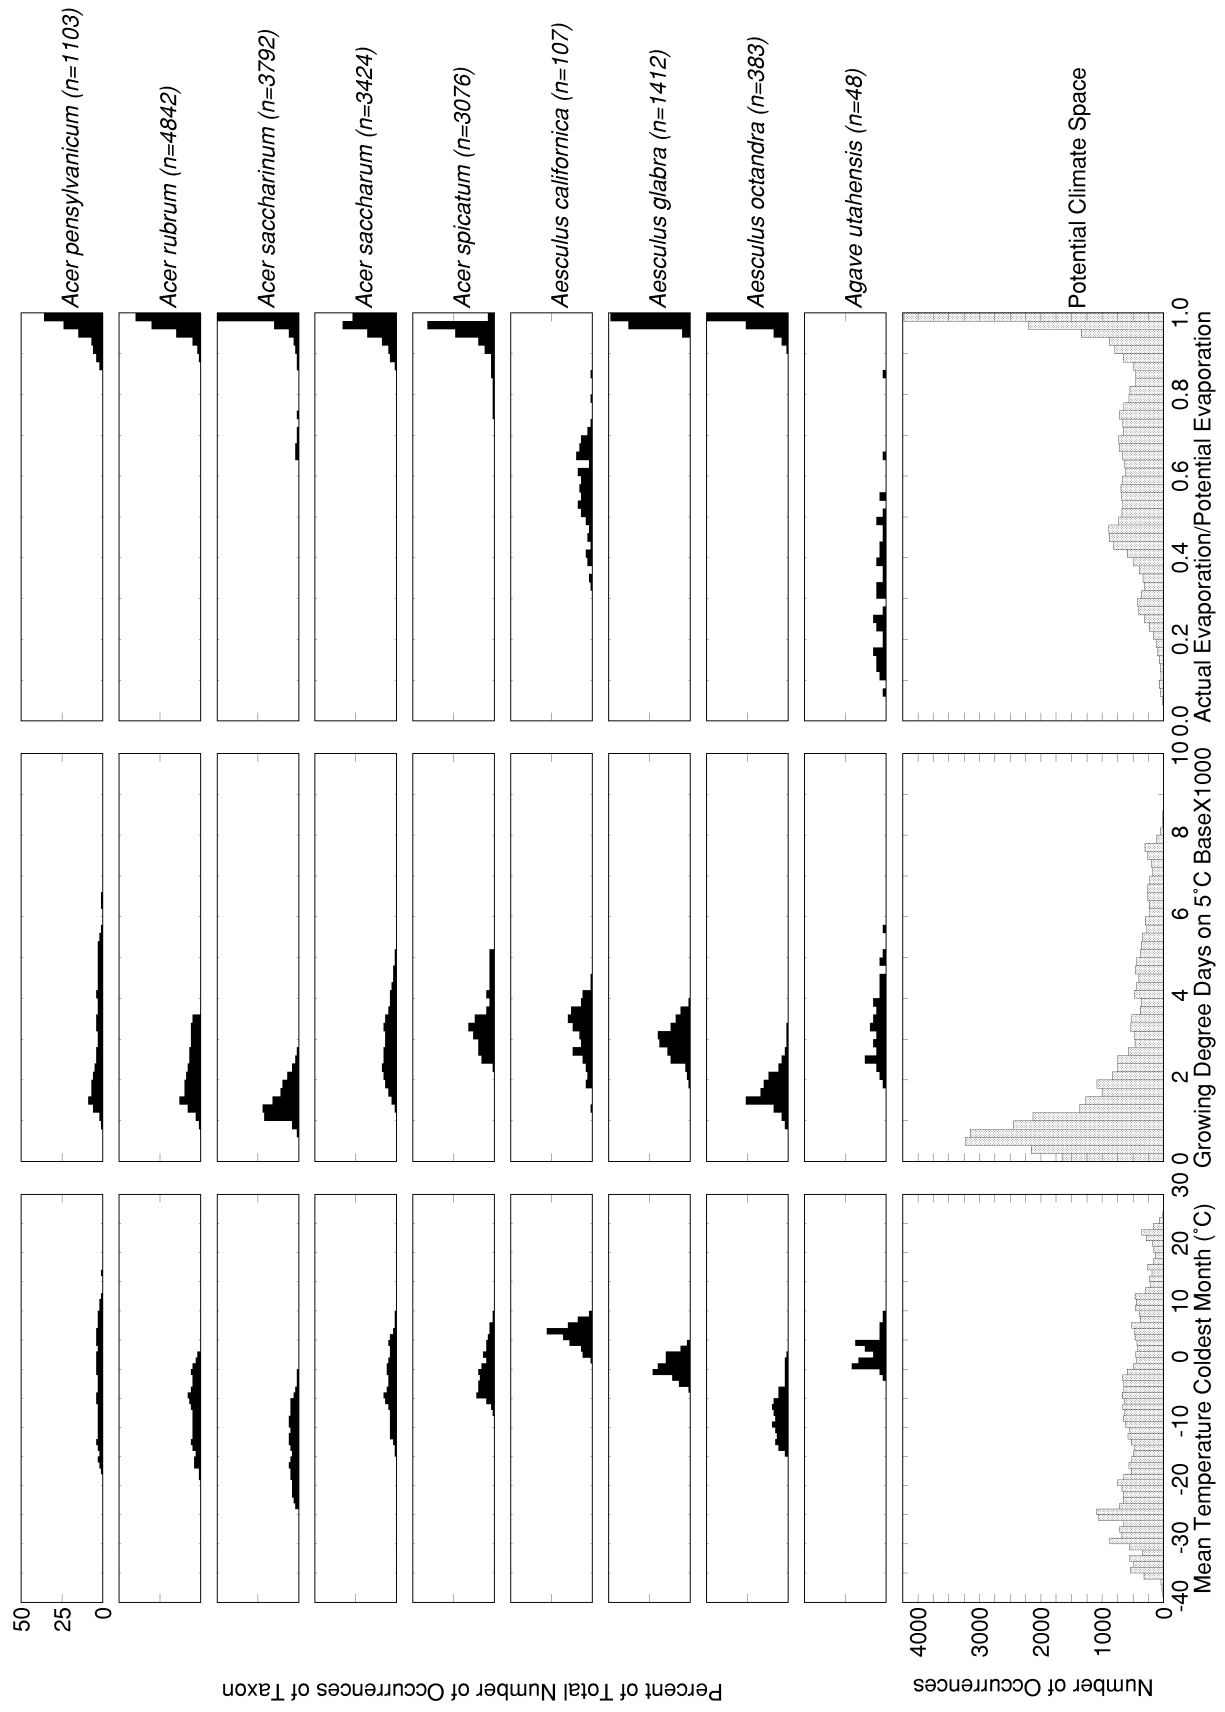 Acer pensylvanicum (n=1103)
Acer rubrum (n=4842)
Acer saccharinum (n=3792)
Acer saccharum (n=3424)
Acer spicatum (n=3076)
Aesculus californica (n=107)
Aesculus glabra (n=1412)
Aesculus octandra (n=383)
Agave utahensis (n=48)
Potential Climate Space
50
25
0
Percent of Total Number of Occurrences of Taxon
4000
3000
2000
1000
0
Number of Occurrences
-40 -30 -20 -10 0 10 20 30
Mean Temperature Coldest Month (˚C)
0 2 4 6 8 10
Growing Degree Days on 5˚C BaseX1000
0.0 0.2 0.4 0.6 0.8 1.0
Actual Evaporation/Potential Evaporation